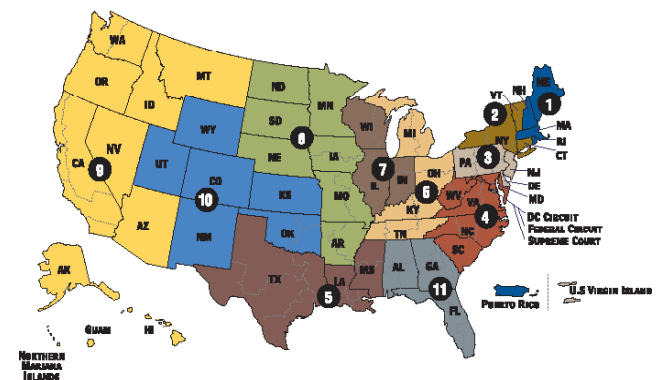 WA
MT
ND
MN
OR
ID
SD
WI
MI
VT
NH
ME
1
2
NY
MA
RI
CT
WY
8
NE
IA
7
IL
IN
OH
6
PA
3
NJ
DE
MD
CA
9
NV
UT
CO
10
KS
MO
KY
WV
VA
4
DC Circuit
Federal Circuit
Supreme Court
AZ
NM
OK
AR
TN
NC
SC
TX
LA
MS
AL
GA
5
11
FL
AK
Guam
HI
Northern
Mariana
Islands
Puerto Rico
U.S Virgin Island